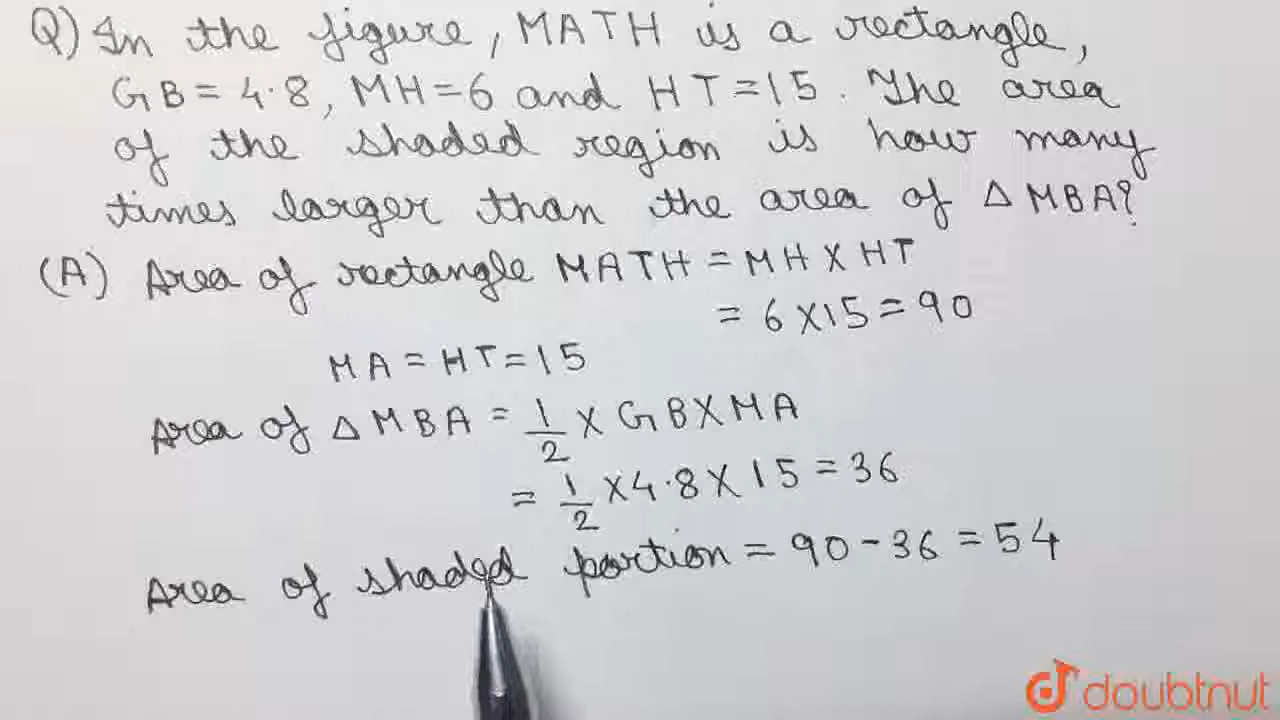 Q) In the figure, MATH is a rectangle,
GB = 4.8, MH = 6 and HT = 15. The area
of the shaded region is how many
times larger than the area of Δ MBA?
(A) Area of rectangle MATH = MH X HT
= 6 X 15 = 90
MA = HT = 15
Area of Δ MBA = 1/2 X GB X MA
= 1/2 X 4.8 X 15 = 36
Area of shaded portion = 90 - 36 = 54
doubtnut